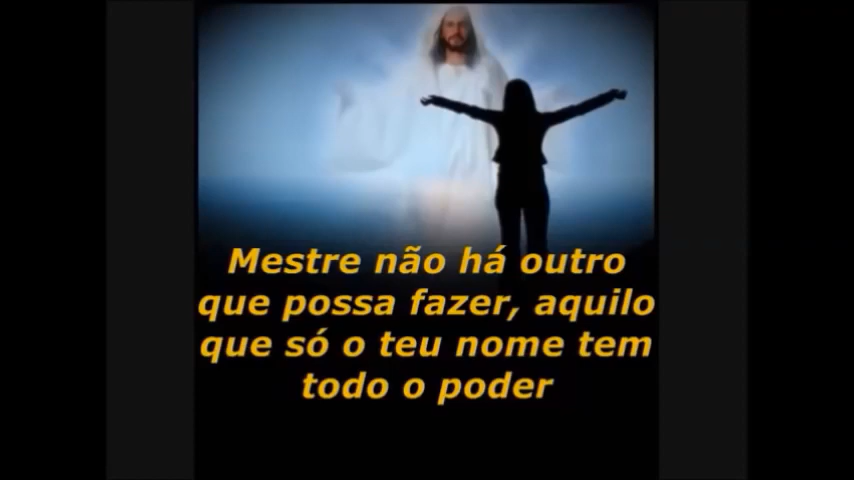 Mestre não há outro
que possa fazer, aquilo
que só o teu nome tem
todo o poder